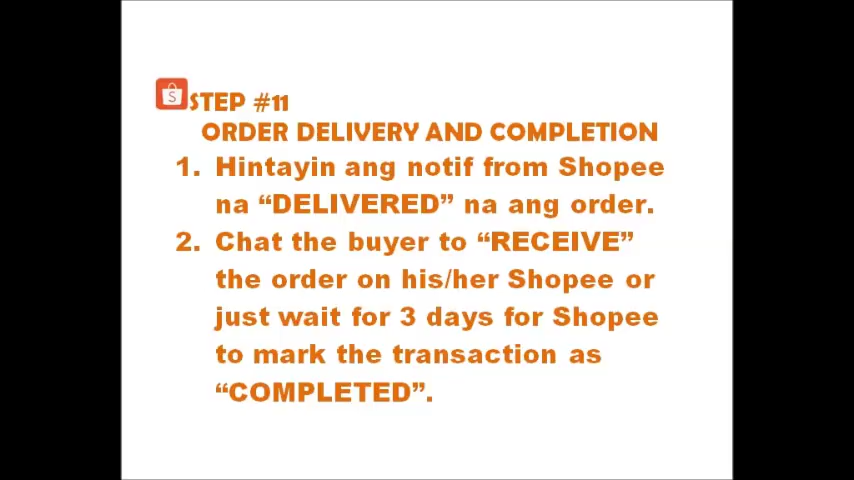 S
STEP #11
ORDER DELIVERY AND COMPLETION
1. Hintayin ang notif from Shopee
na “DELIVERED” na ang order.
2. Chat the buyer to “RECEIVE”
the order on his/her Shopee or
just wait for 3 days for Shopee
to mark the transaction as
“COMPLETED”.